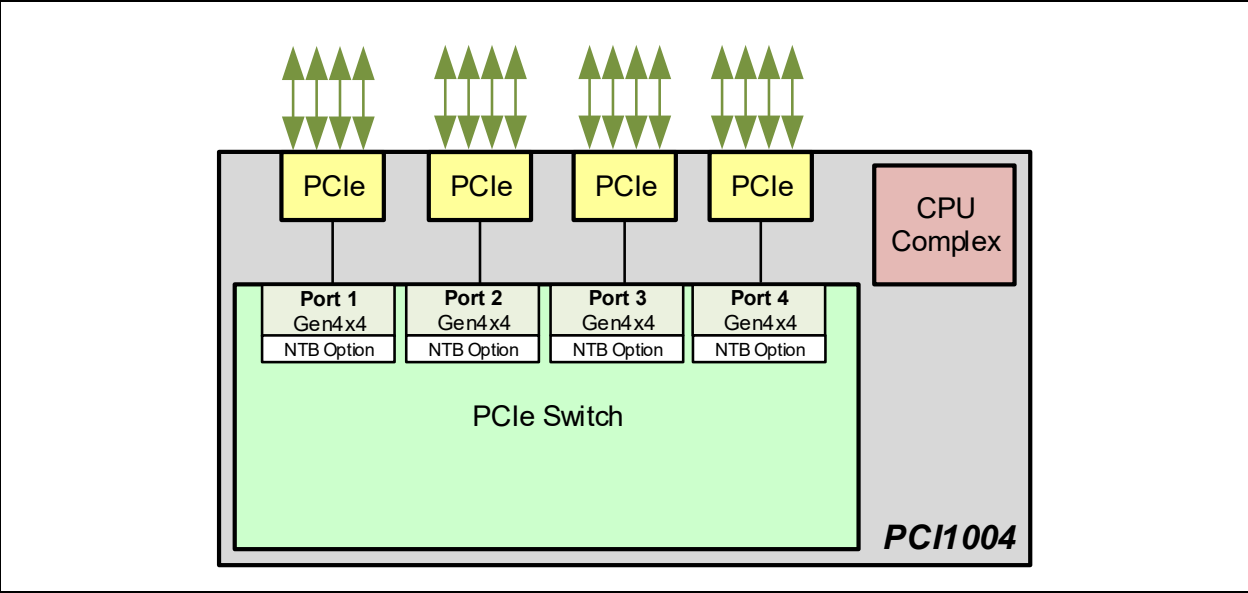 PCIe PCIe PCIe PCIe
CPU
Complex
Port 1 Port 2 Port 3 Port 4
Gen4x4 Gen4x4 Gen4x4 Gen4x4
NTB Option NTB Option NTB Option NTB Option
PCIe Switch
PCI1004